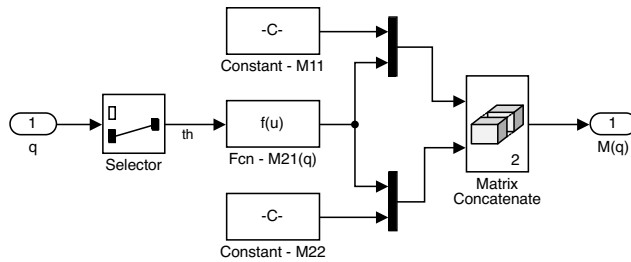 -C-
Constant - M11
1
q
Selector
th
f(u)
Fcn - M21(q)
2
Matrix
Concatenate
1
M(q)
-C-
Constant - M22